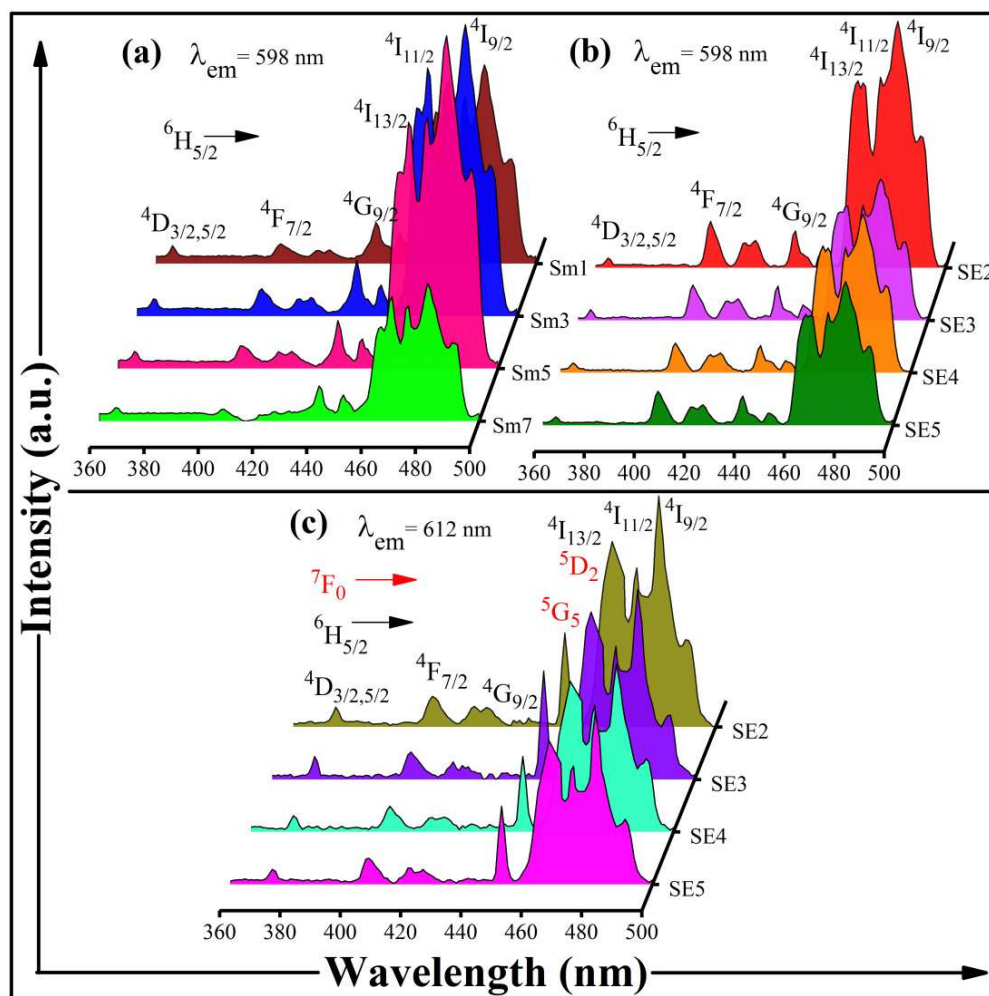 Intensity (a.u.)
(a)
λem = 598 nm
6H5/2
4D3/2,5/2
4F7/2
4G9/2
4I13/2
4I11/2
4I9/2
Sm1
Sm3
Sm5
Sm7
360 380 400 420 440 460 480 500
(b)
λem = 598 nm
6H5/2
4D3/2,5/2
4F7/2
4G9/2
4I13/2
4I11/2
4I9/2
SE2
SE3
SE4
SE5
360 380 400 420 440 460 480 500
(c)
λem = 612 nm
7F0
6H5/2
4D3/2,5/2
4F7/2
4G9/2
5G5
5D2
4I13/2
4I11/2
4I9/2
SE2
SE3
SE4
SE5
360 380 400 420 440 460 480 500
Wavelength (nm)